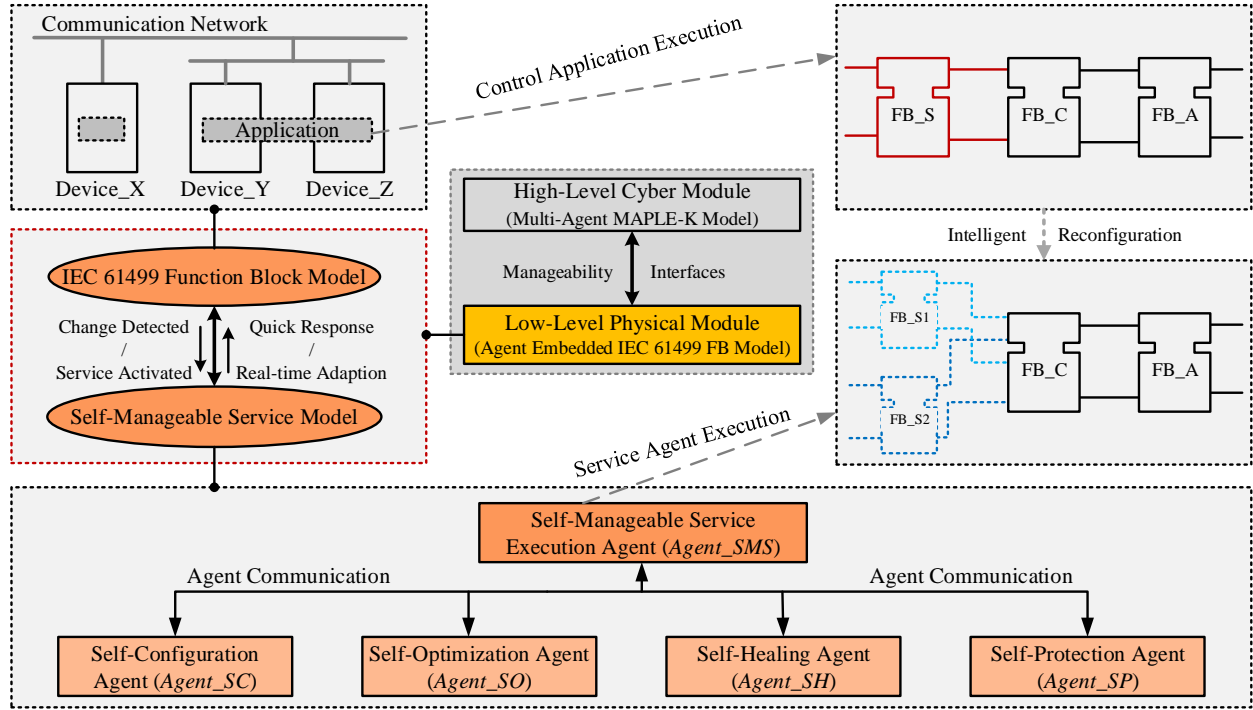 Communication Network
Application
Device_X
Device_Y
Device_Z
Control Application Execution
FB_S
FB_C
FB_A
High-Level Cyber Module
(Multi-Agent MAPLE-K Model)
Manageability
Interfaces
Low-Level Physical Module
(Agent Embedded IEC 61499 FB Model)
Intelligent
Reconfiguration
IEC 61499 Function Block Model
Change Detected
/
Service Activated
Quick Response
/
Real-time Adaption
Self-Manageable Service Model
FB_S1
FB_S2
FB_C
FB_A
Service Agent Execution
Self-Manageable Service
Execution Agent (Agent_SMS)
Agent Communication
Agent Communication
Self-Configuration
Agent (Agent_SC)
Self-Optimization Agent
(Agent_SO)
Self-Healing Agent
(Agent_SH)
Self-Protection Agent
(Agent_SP)